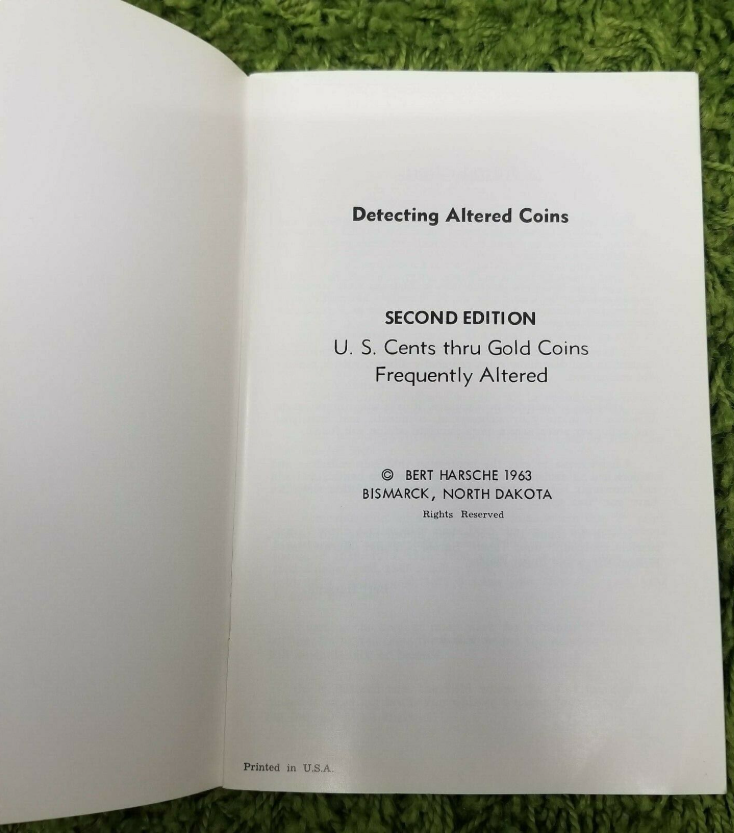 Detecting Altered Coins
SECOND EDITION
U. S. Cents thru Gold Coins
Frequently Altered
© BERT HARSCHE 1963
BISMARCK, NORTH DAKOTA
Rights Reserved
Printed in U.S.A.